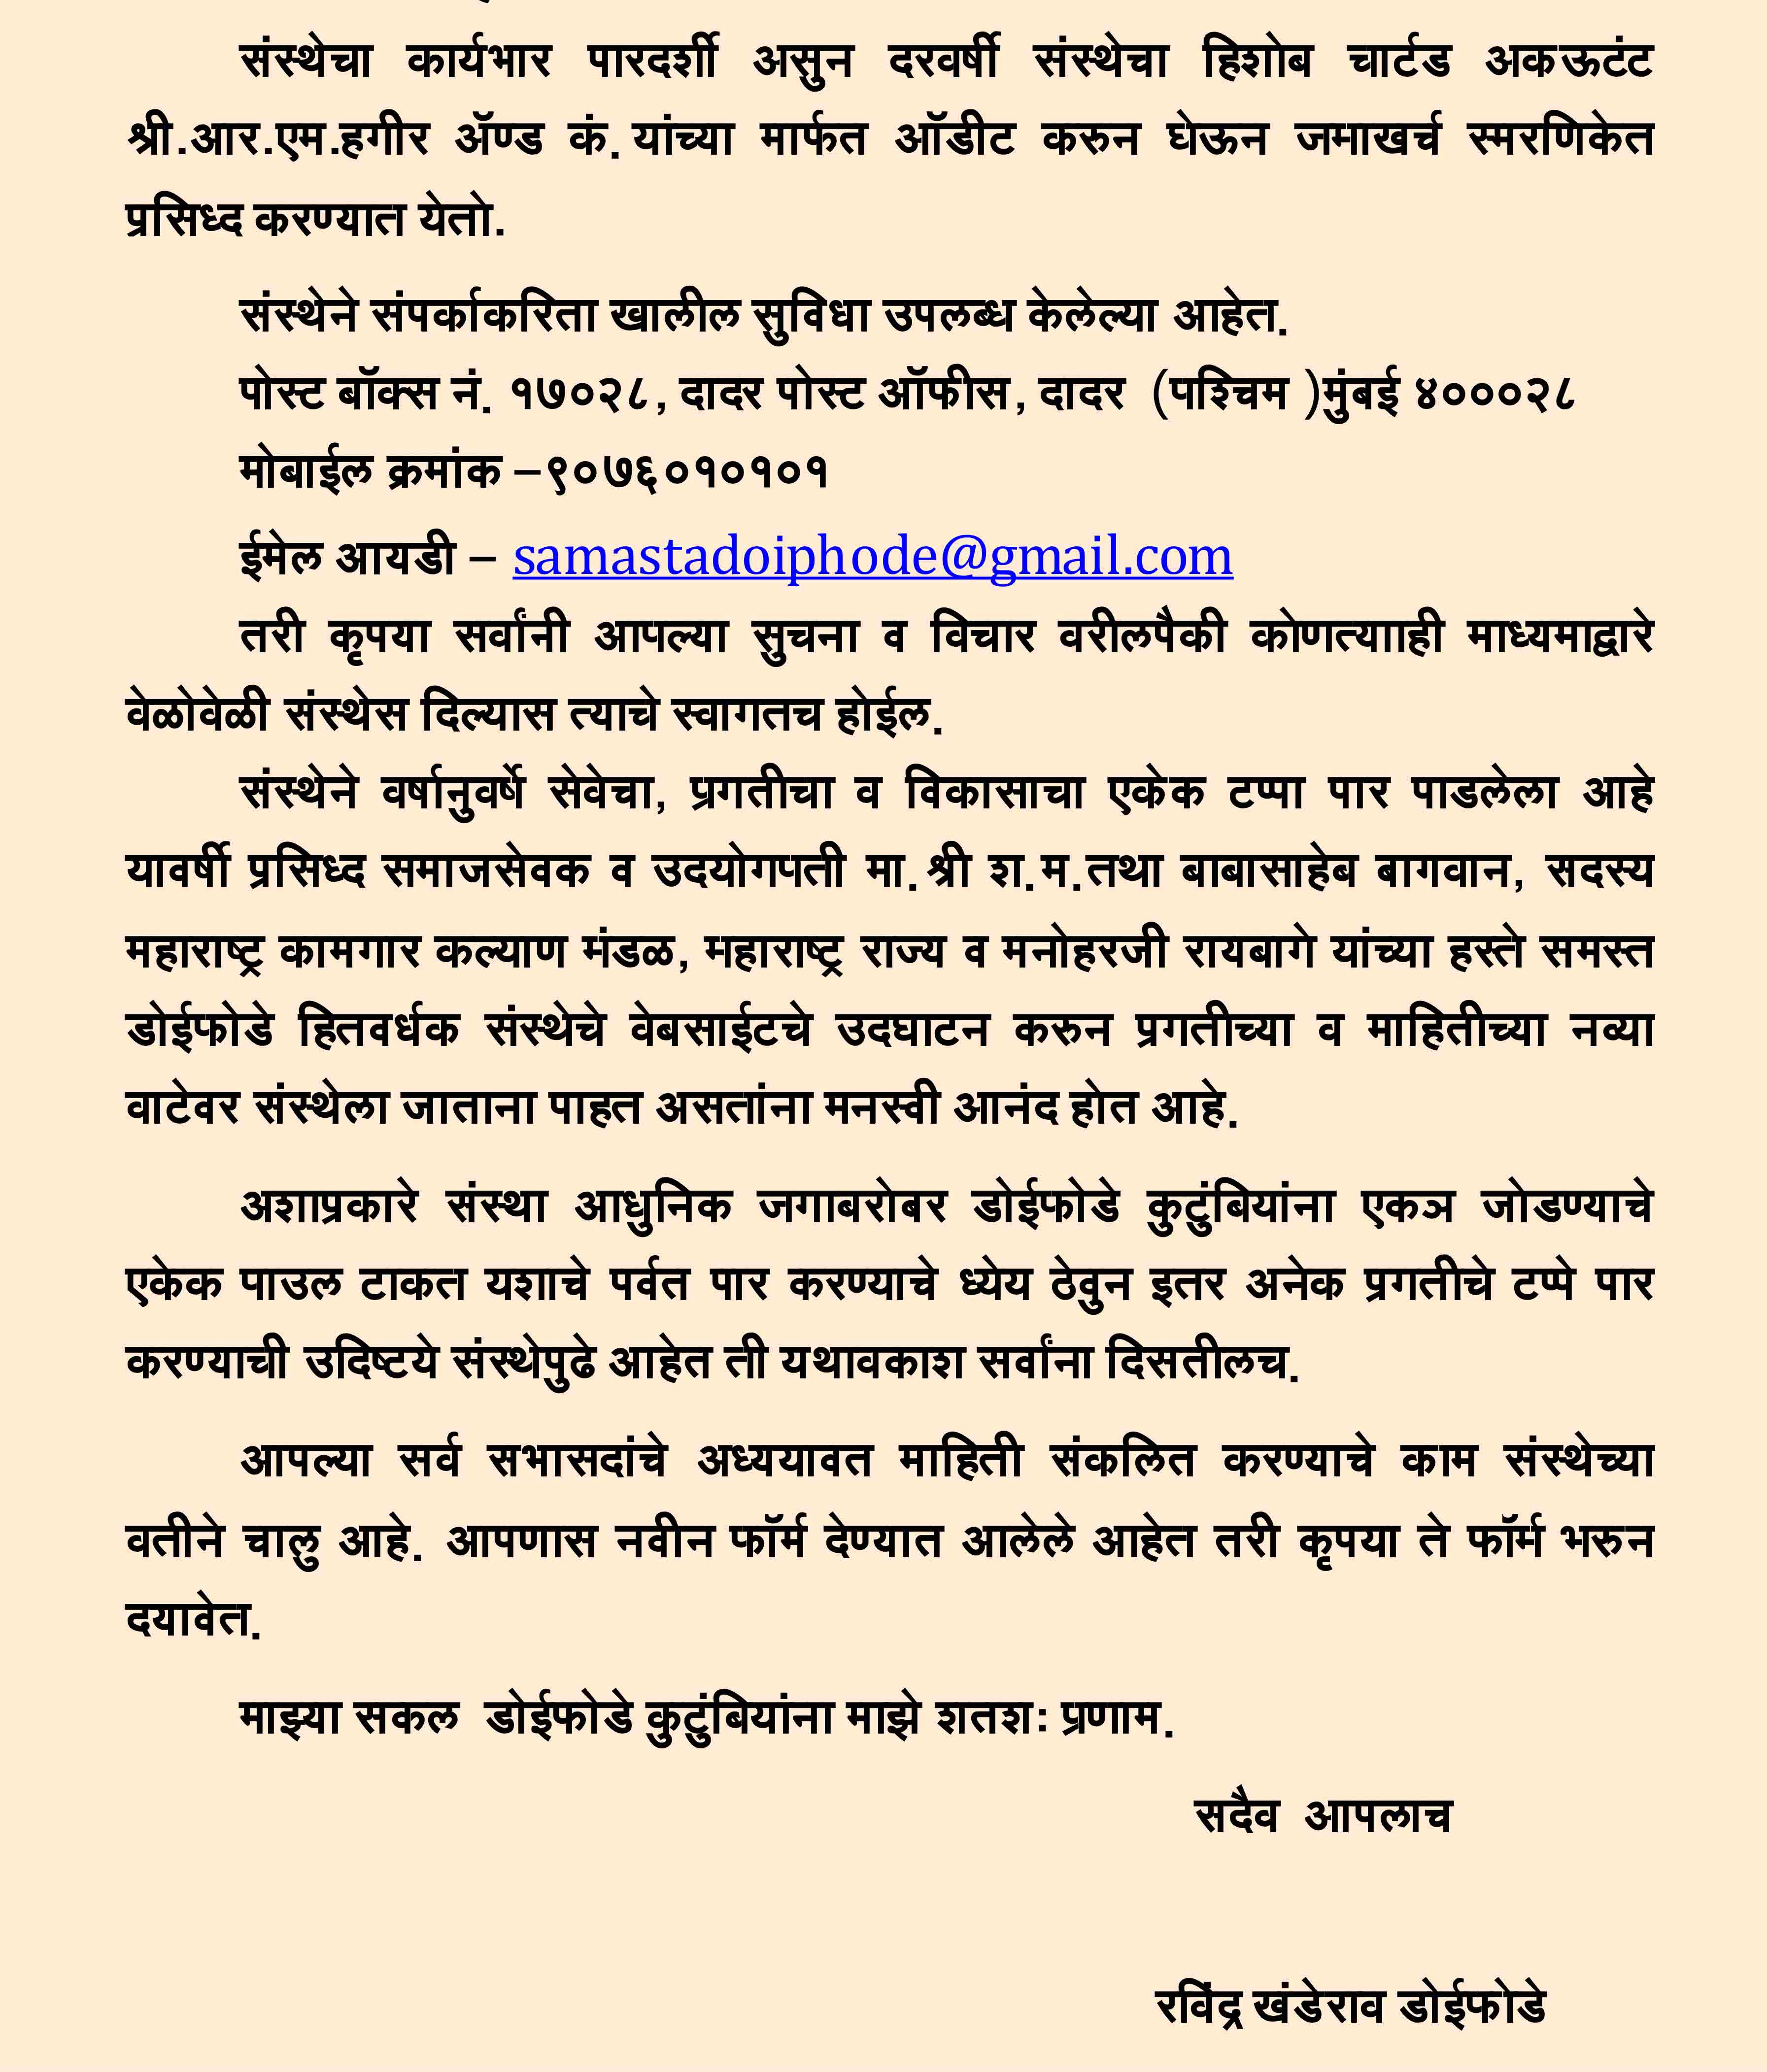 संस्थेचा कार्यभार पारदर्शी असुन दरवर्षी संस्थेचा हिशोब चार्टड अकऊटंट
श्री.आर.एम.हगीर ॲण्ड कं. यांच्या मार्फत ऑडीट करुन घेऊन जमाखर्च स्मरणिकेत
प्रसिध्द करण्यात येतो.
संस्थेने संपर्काकरिता खालील सुविधा उपलब्ध केलेल्या आहेत.
पोस्ट बॉक्स नं. १७०२८, दादर पोस्ट ऑफीस, दादर (पश्चिम )मुंबई ४०००२८
मोबाईल क्रमांक –९०७६०१०१०१
ईमेल आयडी – samastadoiphode@gmail.com
तरी कृपया सर्वांनी आपल्या सुचना व विचार वरीलपैकी कोणत्यााही माध्यमाद्वारे
वेळोवेळी संस्थेस दिल्यास त्याचे स्वागतच होईल.
संस्थेने वर्षानुवर्षे सेवेचा, प्रगतीचा व विकासाचा एकेक टप्पा पार पाडलेला आहे
यावर्षी प्रसिध्द समाजसेवक व उदयोगपती मा. श्री श. म.तथा बाबासाहेब बागवान, सदस्य
महाराष्ट्र कामगार कल्याण मंडळ, महाराष्ट्र राज्य व मनोहरजी रायबागे यांच्या हस्ते समस्त
डोईफोडे हितवर्धक संस्थेचे वेबसाईटचे उदघाटन करुन प्रगतीच्या व माहितीच्या नव्या
वाटेवर संस्थेला जाताना पाहत असतांना मनस्वी आनंद होत आहे.
अशाप्रकारे संस्था आधुनिक जगाबरोबर डोईफोडे कुटुंबियांना एकञ जोडण्याचे
एकेक पाउल टाकत यशाचे पर्वत पार करण्याचे ध्येय ठेवुन इतर अनेक प्रगतीचे टप्पे पार
करण्याची उदिष्टये संस्थेपुढे आहेत ती यथावकाश सर्वांना दिसतीलच.
आपल्या सर्व सभासदांचे अध्ययावत माहिती संकलित करण्याचे काम संस्थेच्या
वतीने चालु आहे. आपणास नवीन फॉर्म देण्यात आलेले आहेत तरी कृपया ते फॉर्म भरुन
दयावेत.
माझ्या सकल डोईफोडे कुटुंबियांना माझे शतशः प्रणाम.
सदैव आपलाच
रविंद्र खंडेराव डोईफोडे